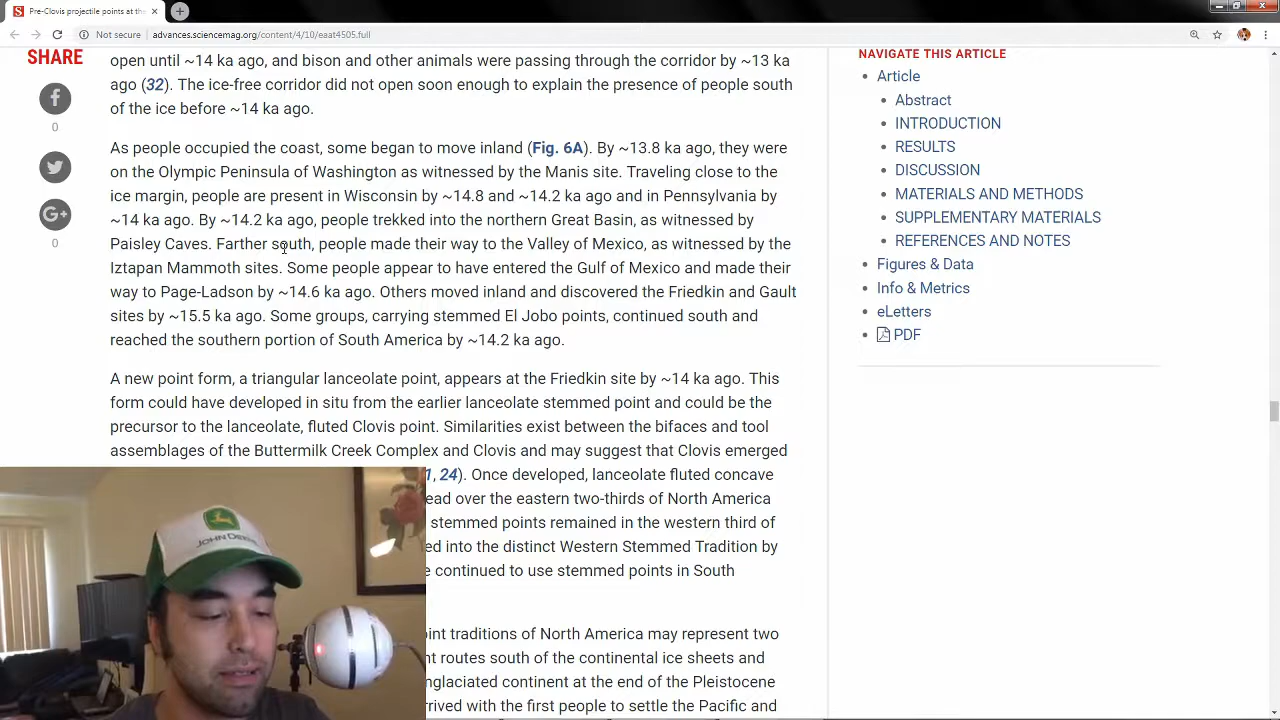 Pre-Clovis projectile points at the
Not secure | advances.sciencemag.org/content/4/10/eaat4505.full
SHARE
0
0
0
open until ~14 ka ago, and bison and other animals were passing through the corridor by ~13 ka
ago (32). The ice-free corridor did not open soon enough to explain the presence of people south
of the ice before ~14 ka ago.
As people occupied the coast, some began to move inland (Fig. 6A). By ~13.8 ka ago, they were
on the Olympic Peninsula of Washington as witnessed by the Manis site. Traveling close to the
ice margin, people are present in Wisconsin by ~14.8 and ~14.2 ka ago and in Pennsylvania by
~14 ka ago. By ~14.2 ka ago, people trekked into the northern Great Basin, as witnessed by
Paisley Caves. Farther south, people made their way to the Valley of Mexico, as witnessed by the
Iztapan Mammoth sites. Some people appear to have entered the Gulf of Mexico and made their
way to Page-Ladson by ~14.6 ka ago. Others moved inland and discovered the Friedkin and Gault
sites by ~15.5 ka ago. Some groups, carrying stemmed El Jobo points, continued south and
reached the southern portion of South America by ~14.2 ka ago.
A new point form, a triangular lanceolate point, appears at the Friedkin site by ~14 ka ago. This
form could have developed in situ from the earlier lanceolate stemmed point and could be the
precursor to the lanceolate, fluted Clovis point. Similarities exist between the bifaces and tool
assemblages of the Buttermilk Creek Complex and Clovis and may suggest that Clovis emerged
1, 24). Once developed, lanceolate fluted concave
ead over the eastern two-thirds of North America
stemmed points remained in the western third of
ed into the distinct Western Stemmed Tradition by
e continued to use stemmed points in South
oint traditions of North America may represent two
nt routes south of the continental ice sheets and
nglaciated continent at the end of the Pleistocene
rrived with the first people to settle the Pacific and
NAVIGATE THIS ARTICLE
Article
Abstract
INTRODUCTION
RESULTS
DISCUSSION
MATERIALS AND METHODS
SUPPLEMENTARY MATERIALS
REFERENCES AND NOTES
Figures & Data
Info & Metrics
eLetters
PDF
JOHN DEERE